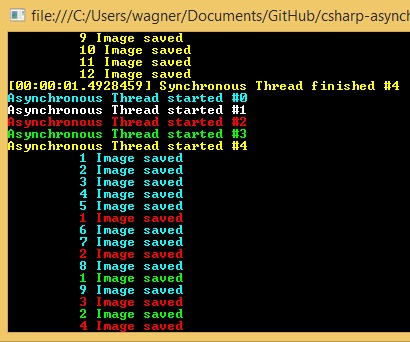 file:///C:/Users/wagner/Documents/GitHub/csharp-asynch
9 Image saved
10 Image saved
11 Image saved
12 Image saved
[00:00:01.4928459] Synchronous Thread finished #4
Asynchronous Thread started #0
Asynchronous Thread started #1
Asynchronous Thread started #2
Asynchronous Thread started #3
Asynchronous Thread started #4
1 Image saved
2 Image saved
3 Image saved
4 Image saved
5 Image saved
1 Image saved
6 Image saved
7 Image saved
2 Image saved
8 Image saved
1 Image saved
9 Image saved
3 Image saved
2 Image saved
4 Image saved